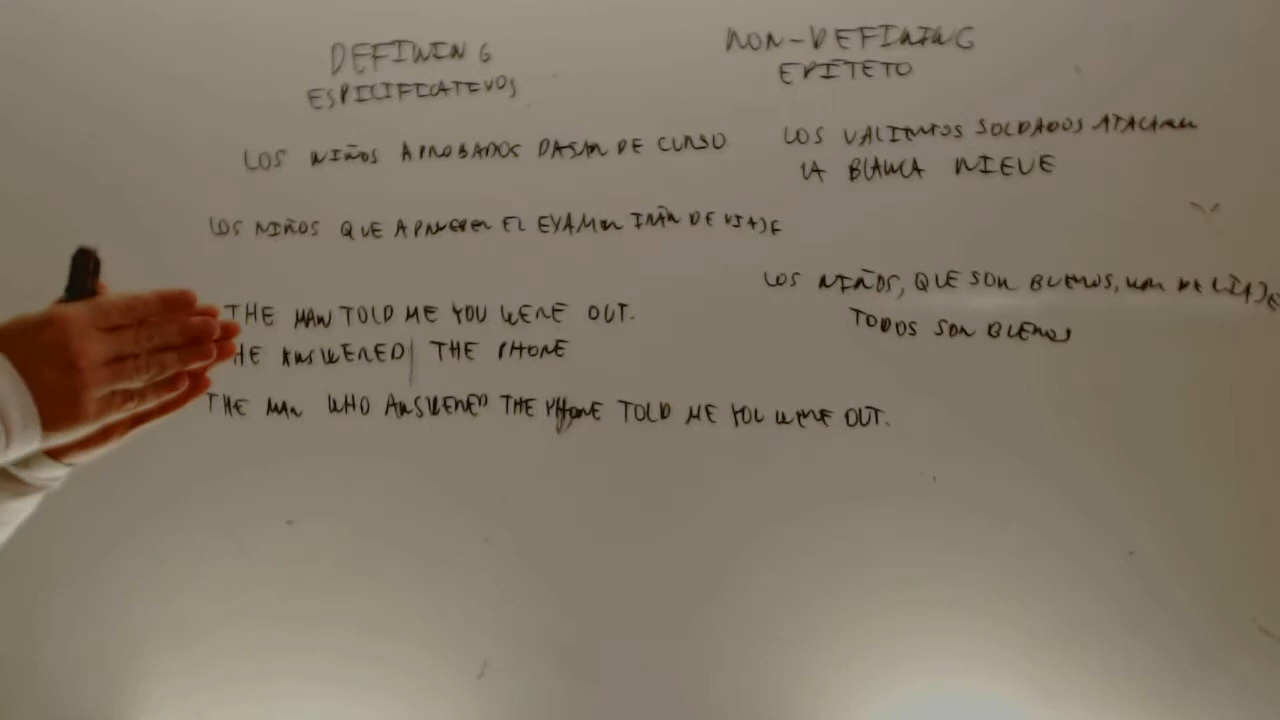 DEFINING
ESPICIFICATIVOS
NON-DEFINING
EPÍTETO
LOS NIÑOS APROBADOS PASAN DE CURSO
LOS VALIENTES SOLDADOS ATACARON
LA BLANCA NIEVE
LOS NIÑOS QUE APRUEBEN EL EXAMEN IRÁN DE VIAJE
LOS NIÑOS, QUE SON BUENOS, VAN DE VIAJE
TODOS SON BUENOS
THE MAN TOLD ME YOU WERE OUT.
HE ANSWERED THE PHONE
THE MAN WHO ANSWERED THE PHONE TOLD ME YOU WERE OUT.